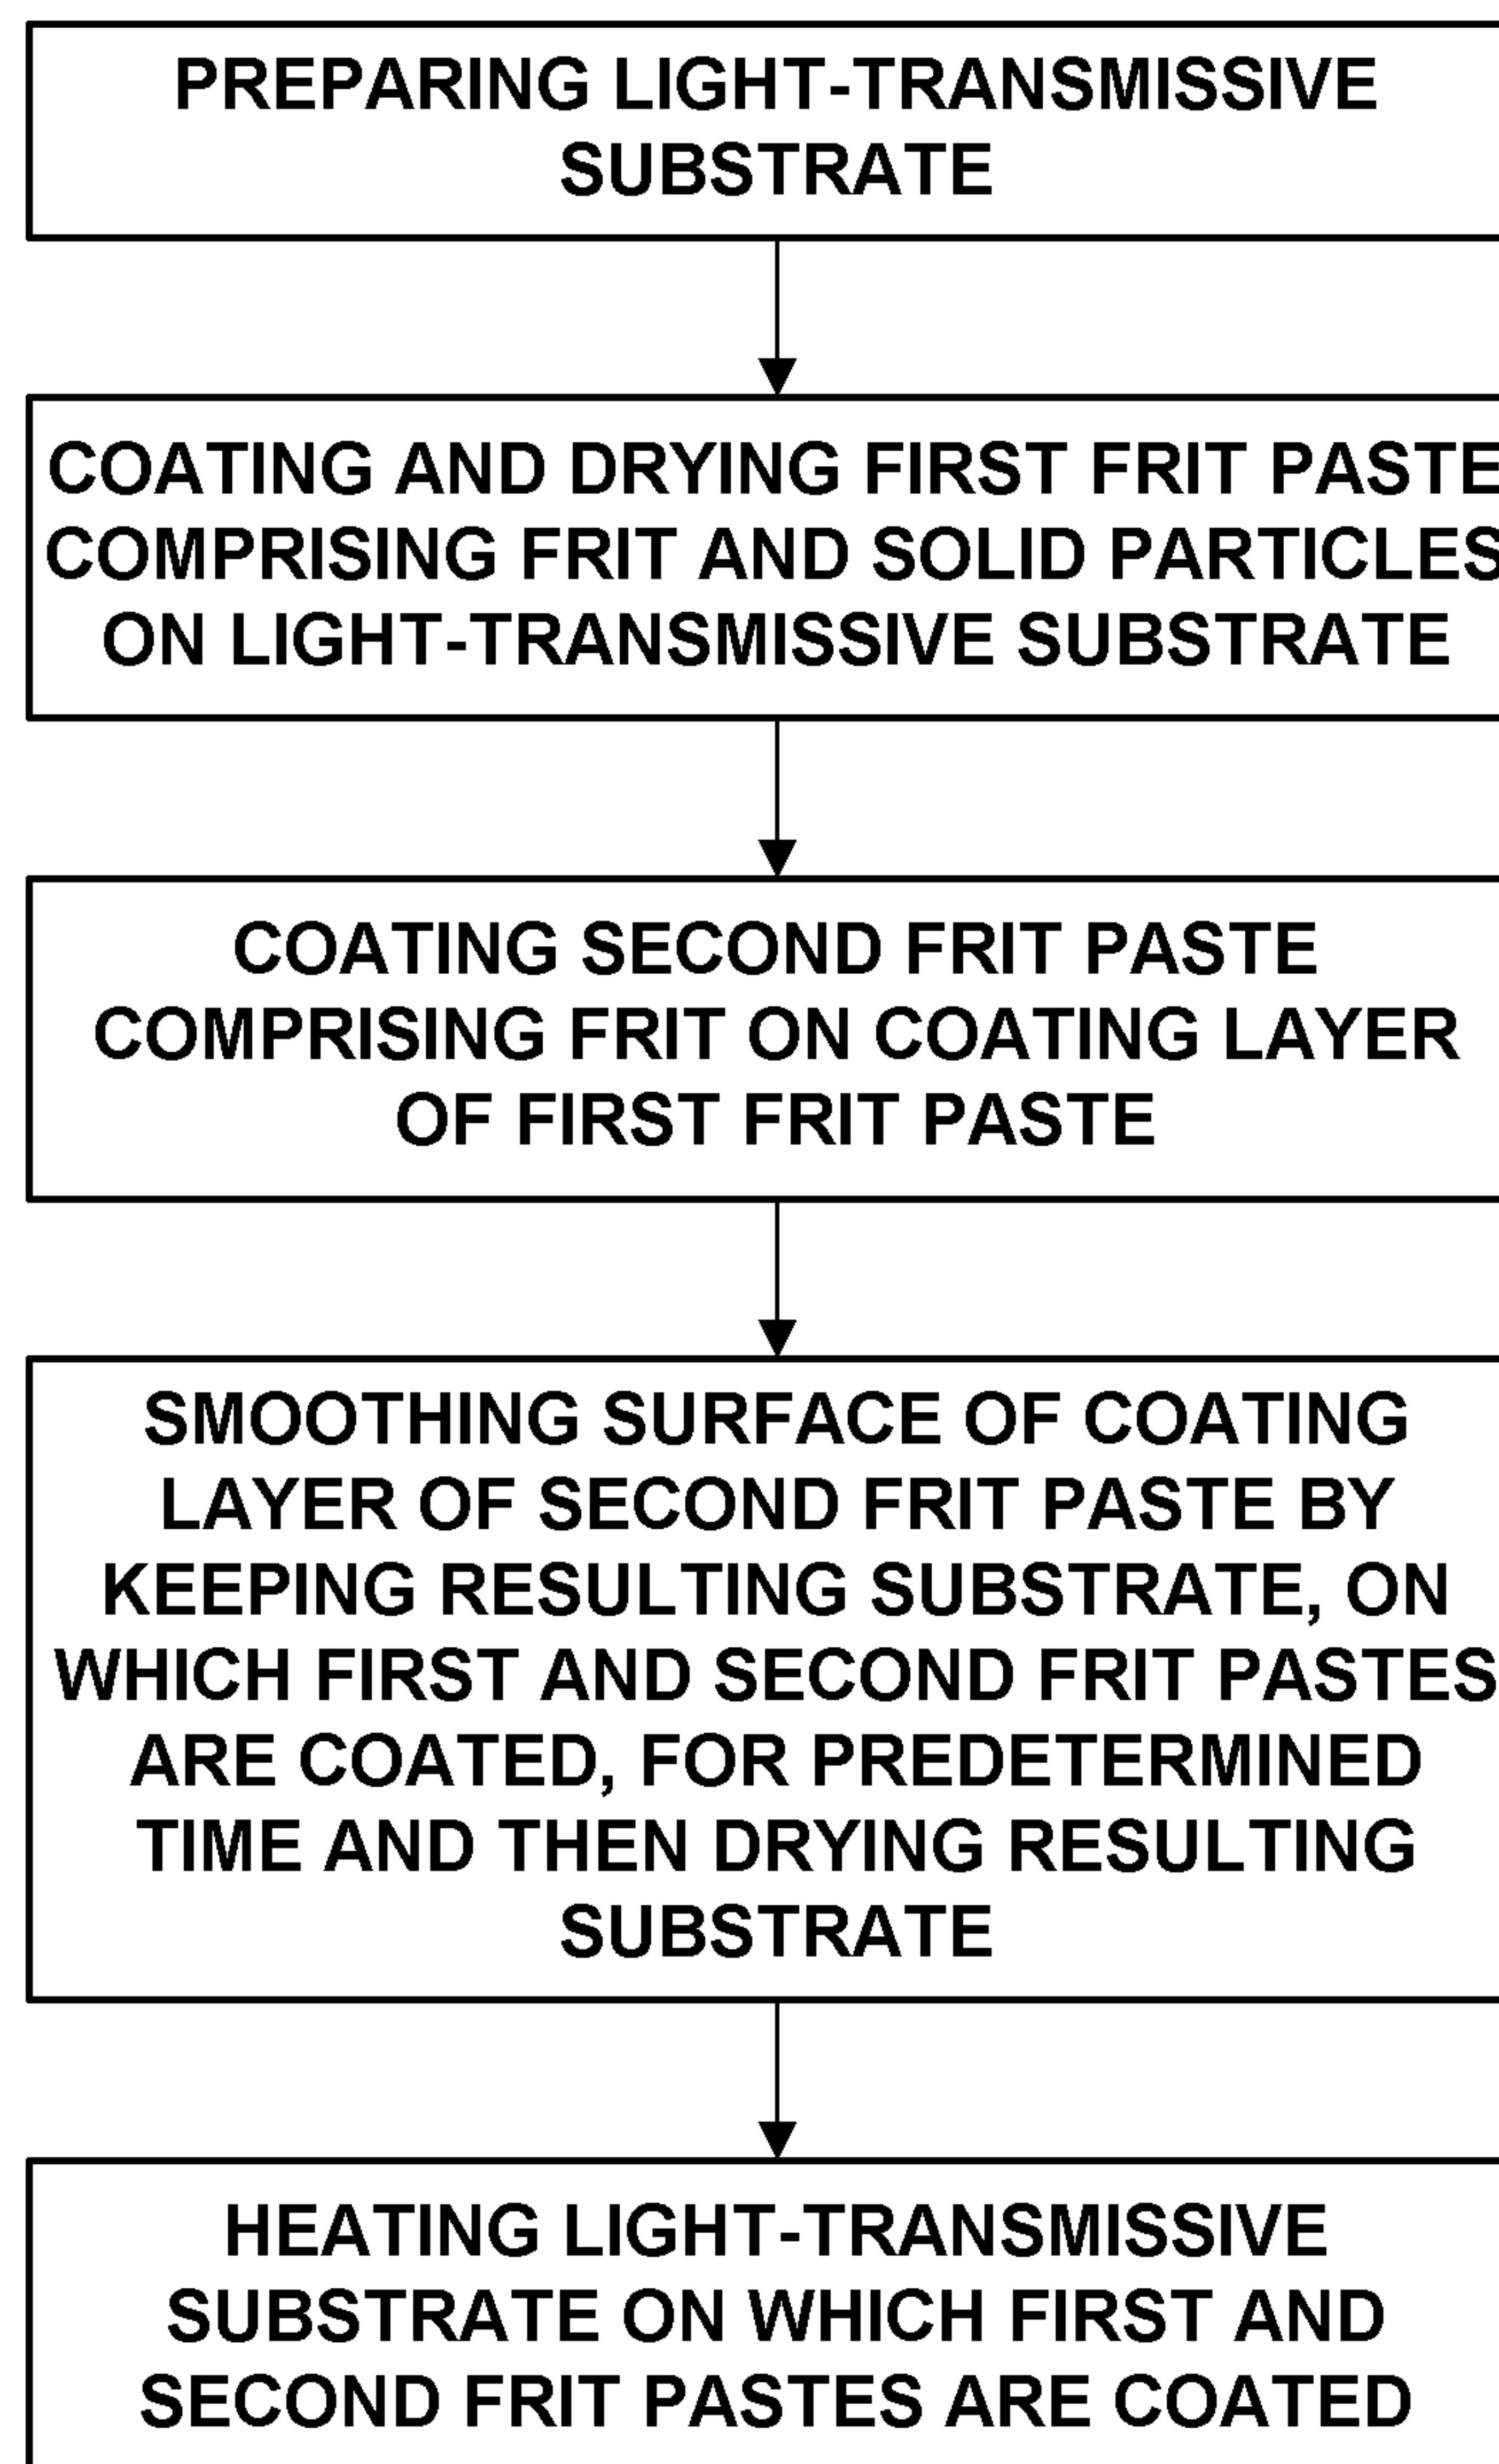 PREPARING LIGHT-TRANSMISSIVE
SUBSTRATE
COATING AND DRYING FIRST FRIT PASTE
COMPRISING FRIT AND SOLID PARTICLES
ON LIGHT-TRANSMISSIVE SUBSTRATE
COATING SECOND FRIT PASTE
COMPRISING FRIT ON COATING LAYER
OF FIRST FRIT PASTE
SMOOTHING SURFACE OF COATING
LAYER OF SECOND FRIT PASTE BY
KEEPING RESULTING SUBSTRATE, ON
WHICH FIRST AND SECOND FRIT PASTES
ARE COATED, FOR PREDETERMINED
TIME AND THEN DRYING RESULTING
SUBSTRATE
HEATING LIGHT-TRANSMISSIVE
SUBSTRATE ON WHICH FIRST AND
SECOND FRIT PASTES ARE COATED